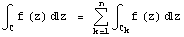 ∫_C f (z) ⅆz = ∑_{k=1}^{n} ∫_{C_k} f (z) ⅆz